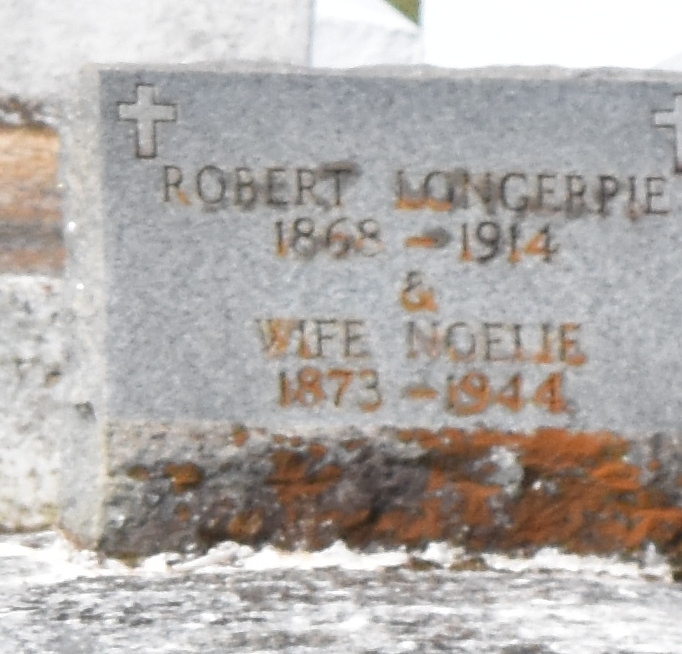 ROBERT LONGERPIE
1868 - 1914
&
WIFE NOELIE
1873 - 1944